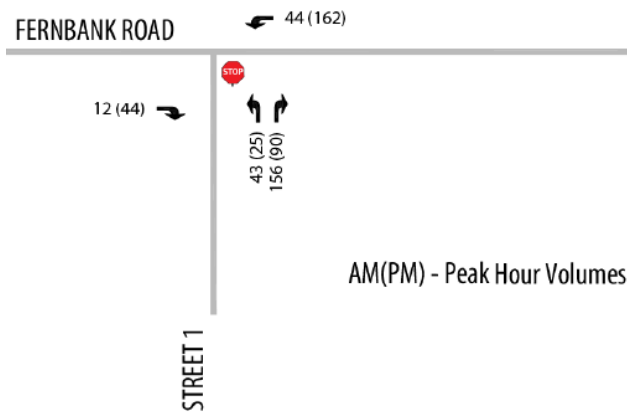 FERNBANK ROAD
44 (162)
STOP
12 (44)
43 (25)
156 (90)
AM(PM) - Peak Hour Volumes
STREET 1